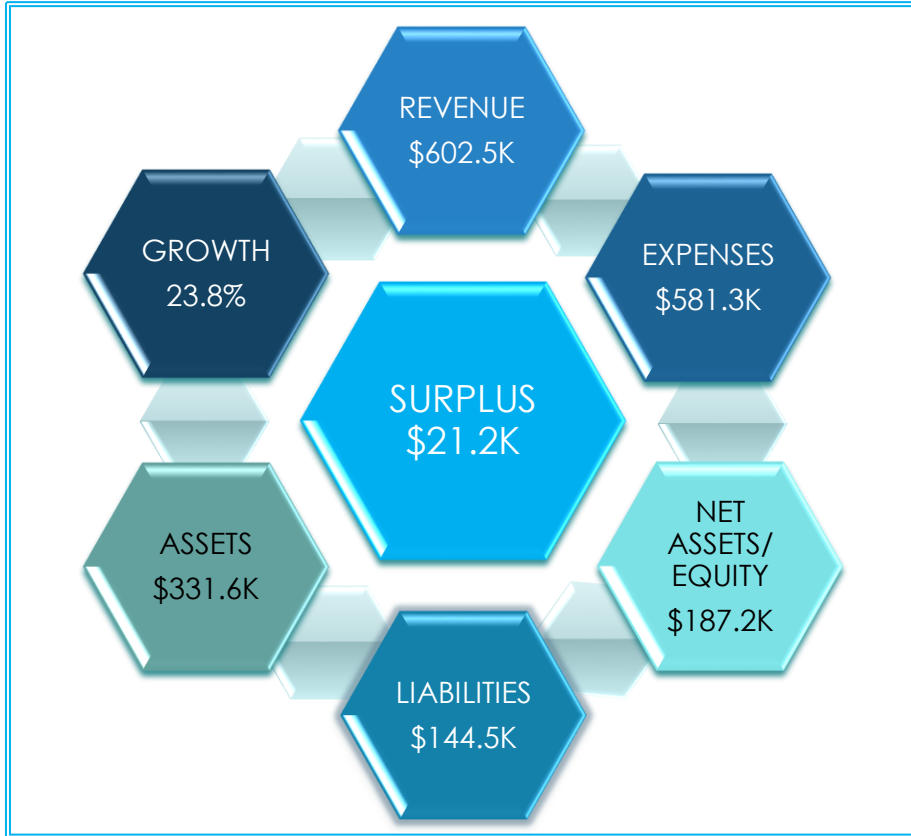 REVENUE
$602.5K
GROWTH
23.8%
EXPENSES
$581.3K
SURPLUS
$21.2K
ASSETS
$331.6K
NET
ASSETS/
EQUITY
$187.2K
LIABILITIES
$144.5K